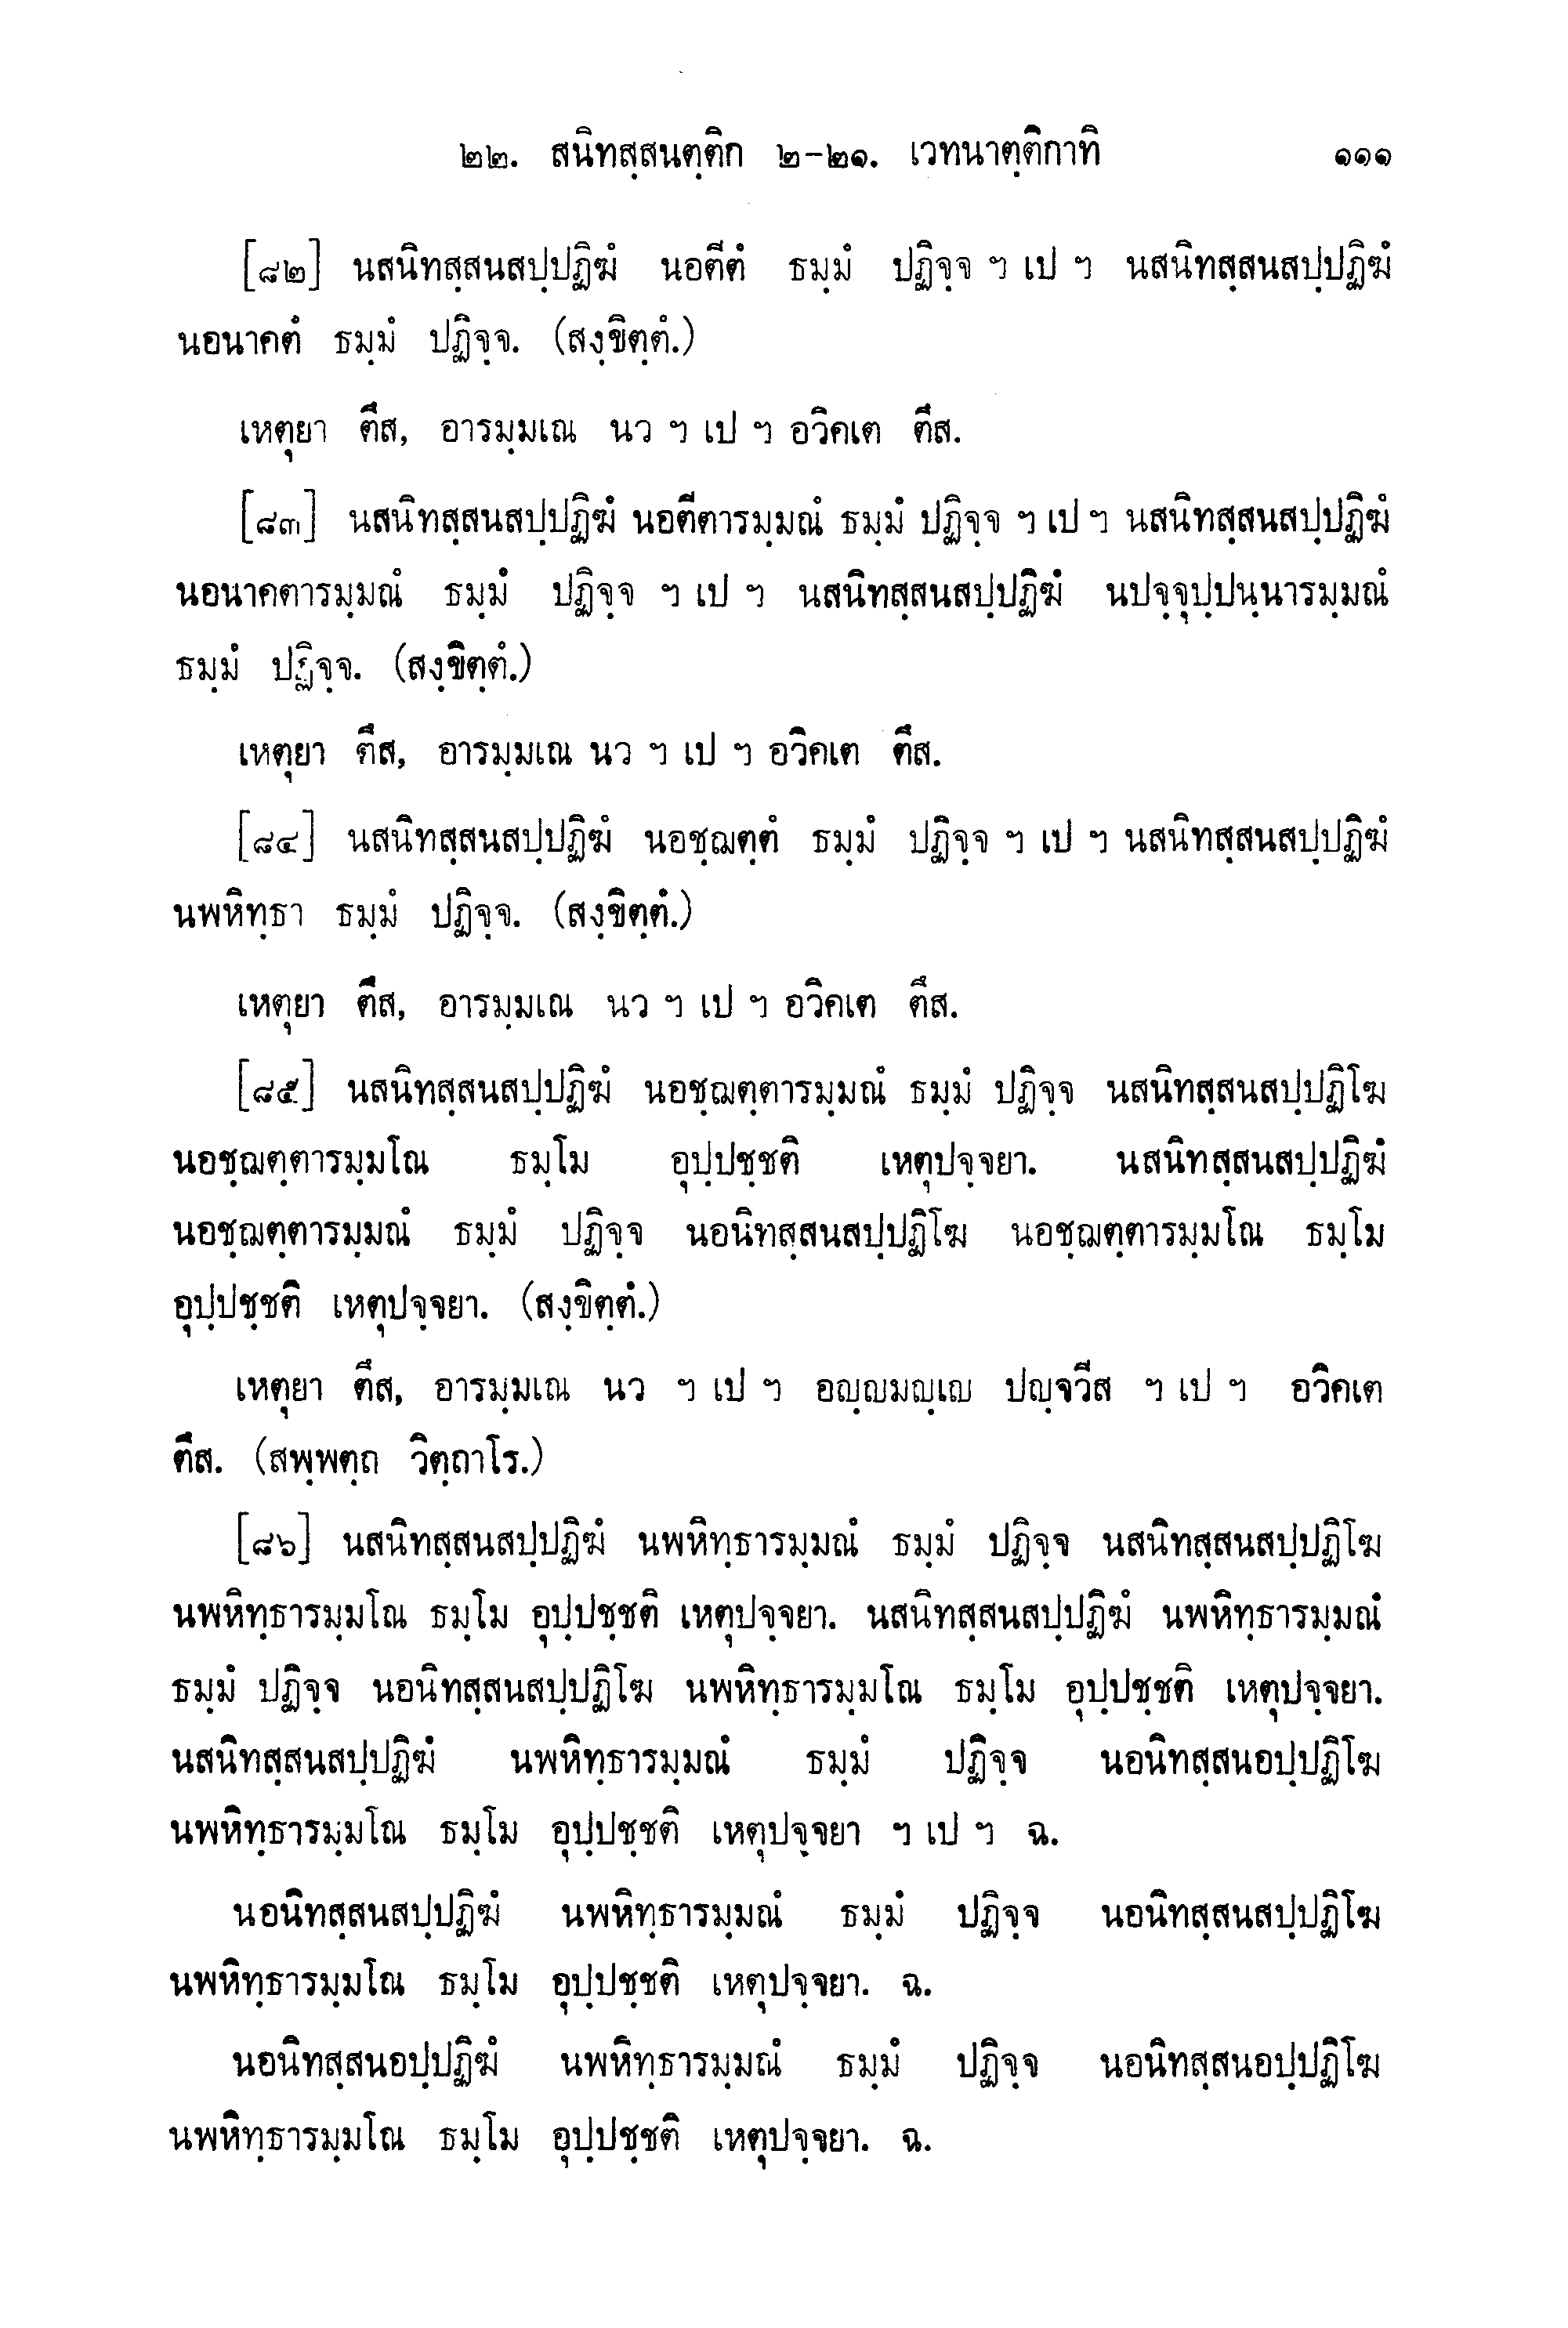 ๒๒. สนิทสฺสนตฺติก ๒-๒๑. เวทนาตฺติกาทิ ๑๑๑
[๘๒] นสนิทสฺสนสปฺปฏิฆํ นอตีตํ ธมฺมํ ปฏิจฺจ ฯ เป ฯ นสนิทสฺสนสปฺปฏิฆํ
นอนาคตํ ธมฺมํ ปฏิจฺจ. (สงฺขิตฺตํ.)
เหตุยา ตึส, อารมฺมเณ นว ฯ เป ฯ อวิคเต ตึส.
[๘๓] นสนิทสฺสนสปฺปฏิฆํ นอตีตารมฺมณํ ธมฺมํ ปฏิจฺจ ฯ เป ฯ นสนิทสฺสนสปฺปฏิฆํ
นอนาคตารมฺมณํ ธมฺมํ ปฏิจฺจ ฯ เป ฯ นสนิทสฺสนสปฺปฏิฆํ นปจฺจุปฺปนฺนารมฺมณํ
ธมฺมํ ปฏิจฺจ. (สงฺขิตฺตํ.)
เหตุยา ตึส, อารมฺมเณ นว ฯ เป ฯ อวิคเต ตึส.
[๘๔] นสนิทสฺสนสปฺปฏิฆํ นอชฺฌตฺตํ ธมฺมํ ปฏิจฺจ ฯ เป ฯ นสนิทสฺสนสปฺปฏิฆํ
นพหิทฺธา ธมฺมํ ปฏิจฺจ. (สงฺขิตฺตํ.)
เหตุยา ตึส, อารมฺมเณ นว ฯ เป ฯ อวิคเต ตึส.
[๘๕] นสนิทสฺสนสปฺปฏิฆํ นอชฺฌตฺตารมฺมณํ ธมฺมํ ปฏิจฺจ นสนิทสฺสนสปฺปฏิโฆ
นอชฺฌตฺตารมฺมโณ ธมฺโม อุปฺปชฺชติ เหตุปจฺจยา. นสนิทสฺสนสปฺปฏิฆํ
นอชฺฌตฺตารมฺมณํ ธมฺมํ ปฏิจฺจ นอนิทสฺสนสปฺปฏิโฆ นอชฺฌตฺตารมฺมโณ ธมฺโม
อุปฺปชฺชติ เหตุปจฺจยา. (สงฺขิตฺตํ.)
เหตุยา ตึส, อารมฺมเณ นว ฯ เป ฯ อญฺญมญฺเญ ปญฺจวีส ฯ เป ฯ อวิคเต
ตึส. (สพฺพตฺถ วิตฺถาโร.)
[๘๖] นสนิทสฺสนสปฺปฏิฆํ นพหิทฺธารมฺมณํ ธมฺมํ ปฏิจฺจ นสนิทสฺสนสปฺปฏิโฆ
นพหิทฺธารมฺมโณ ธมฺโม อุปฺปชฺชติ เหตุปจฺจยา. นสนิทสฺสนสปฺปฏิฆํ นพหิทฺธารมฺมณํ
ธมฺมํ ปฏิจฺจ นอนิทสฺสนสปฺปฏิโฆ นพหิทฺธารมฺมโณ ธมฺโม อุปฺปชฺชติ เหตุปจฺจยา.
นสนิทสฺสนสปฺปฏิฆํ นพหิทฺธารมฺมณํ ธมฺมํ ปฏิจฺจ นอนิทสฺสนอปฺปฏิโฆ
นพหิทฺธารมฺมโณ ธมฺโม อุปฺปชฺชติ เหตุปจฺจยา ฯ เป ฯ ฉ.
นอนิทสฺสนสปฺปฏิฆํ นพหิทฺธารมฺมณํ ธมฺมํ ปฏิจฺจ นอนิทสฺสนสปฺปฏิโฆ
นพหิทฺธารมฺมโณ ธมฺโม อุปฺปชฺชติ เหตุปจฺจยา. ฉ.
นอนิทสฺสนอปฺปฏิฆํ นพหิทฺธารมฺมณํ ธมฺมํ ปฏิจฺจ นอนิทสฺสนอปฺปฏิโฆ
นพหิทฺธารมฺมโณ ธมฺโม อุปฺปชฺชติ เหตุปจฺจยา. ฉ.